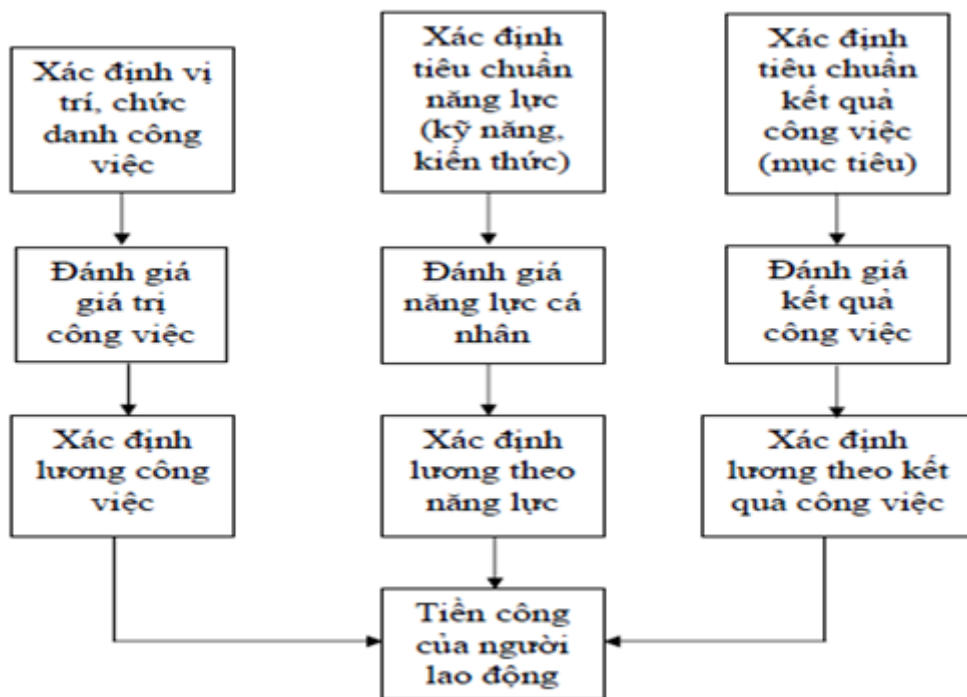 Xác định vị
trí, chức
danh công
việc
Xác định
tiêu chuẩn
năng lực
(kỹ năng,
kiến thức)
Xác định
tiêu chuẩn
kết quả
công việc
(mục tiêu)
Đánh giá
giá trị
công việc
Đánh giá
năng lực cá
nhân
Đánh giá
kết quả
công việc
Xác định
lương công
việc
Xác định
lương theo
năng lực
Xác định
lương theo kết
quả công việc
Tiền công
của người
lao động